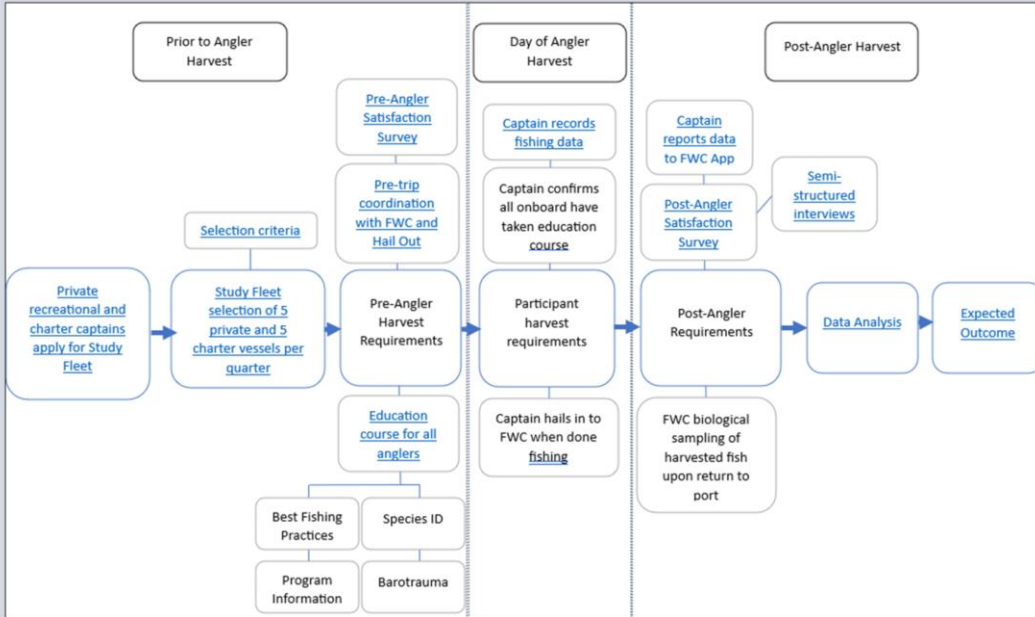 Prior to Angler
Harvest
Day of Angler
Harvest
Post-Angler Harvest
Pre-Angler
Satisfaction
Survey
Pre-trip
coordination
with FWC and
Hail Out
Selection criteria
Private
recreational and
charter captains
apply for Study
Fleet
Study Fleet
selection of 5
private and 5
charter vessels per
quarter
Pre-Angler
Harvest
Requirements
Education
course for all
anglers
Best Fishing
Practices
Species ID
Program
Information
Barotrauma
Captain records
fishing data
Captain confirms
all onboard have
taken education
course
Participant
harvest
requirements
Captain hails in to
FWC when done
fishing
Captain
reports data
to FWC App
Semi-
structured
interviews
Post-Angler
Satisfaction
Survey
Post-Angler
Requirements
FWC biological
sampling of
harvested fish
upon return to
port
Data Analysis
Expected
Outcome